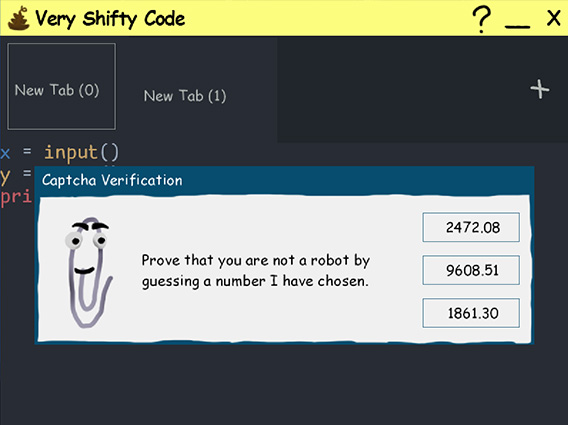 Very Shifty Code
? _ X
New Tab (0)
New Tab (1)
+
x = input()
y =
pri
Captcha Verification
Prove that you are not a robot by
guessing a number I have chosen.
2472.08
9608.51
1861.30